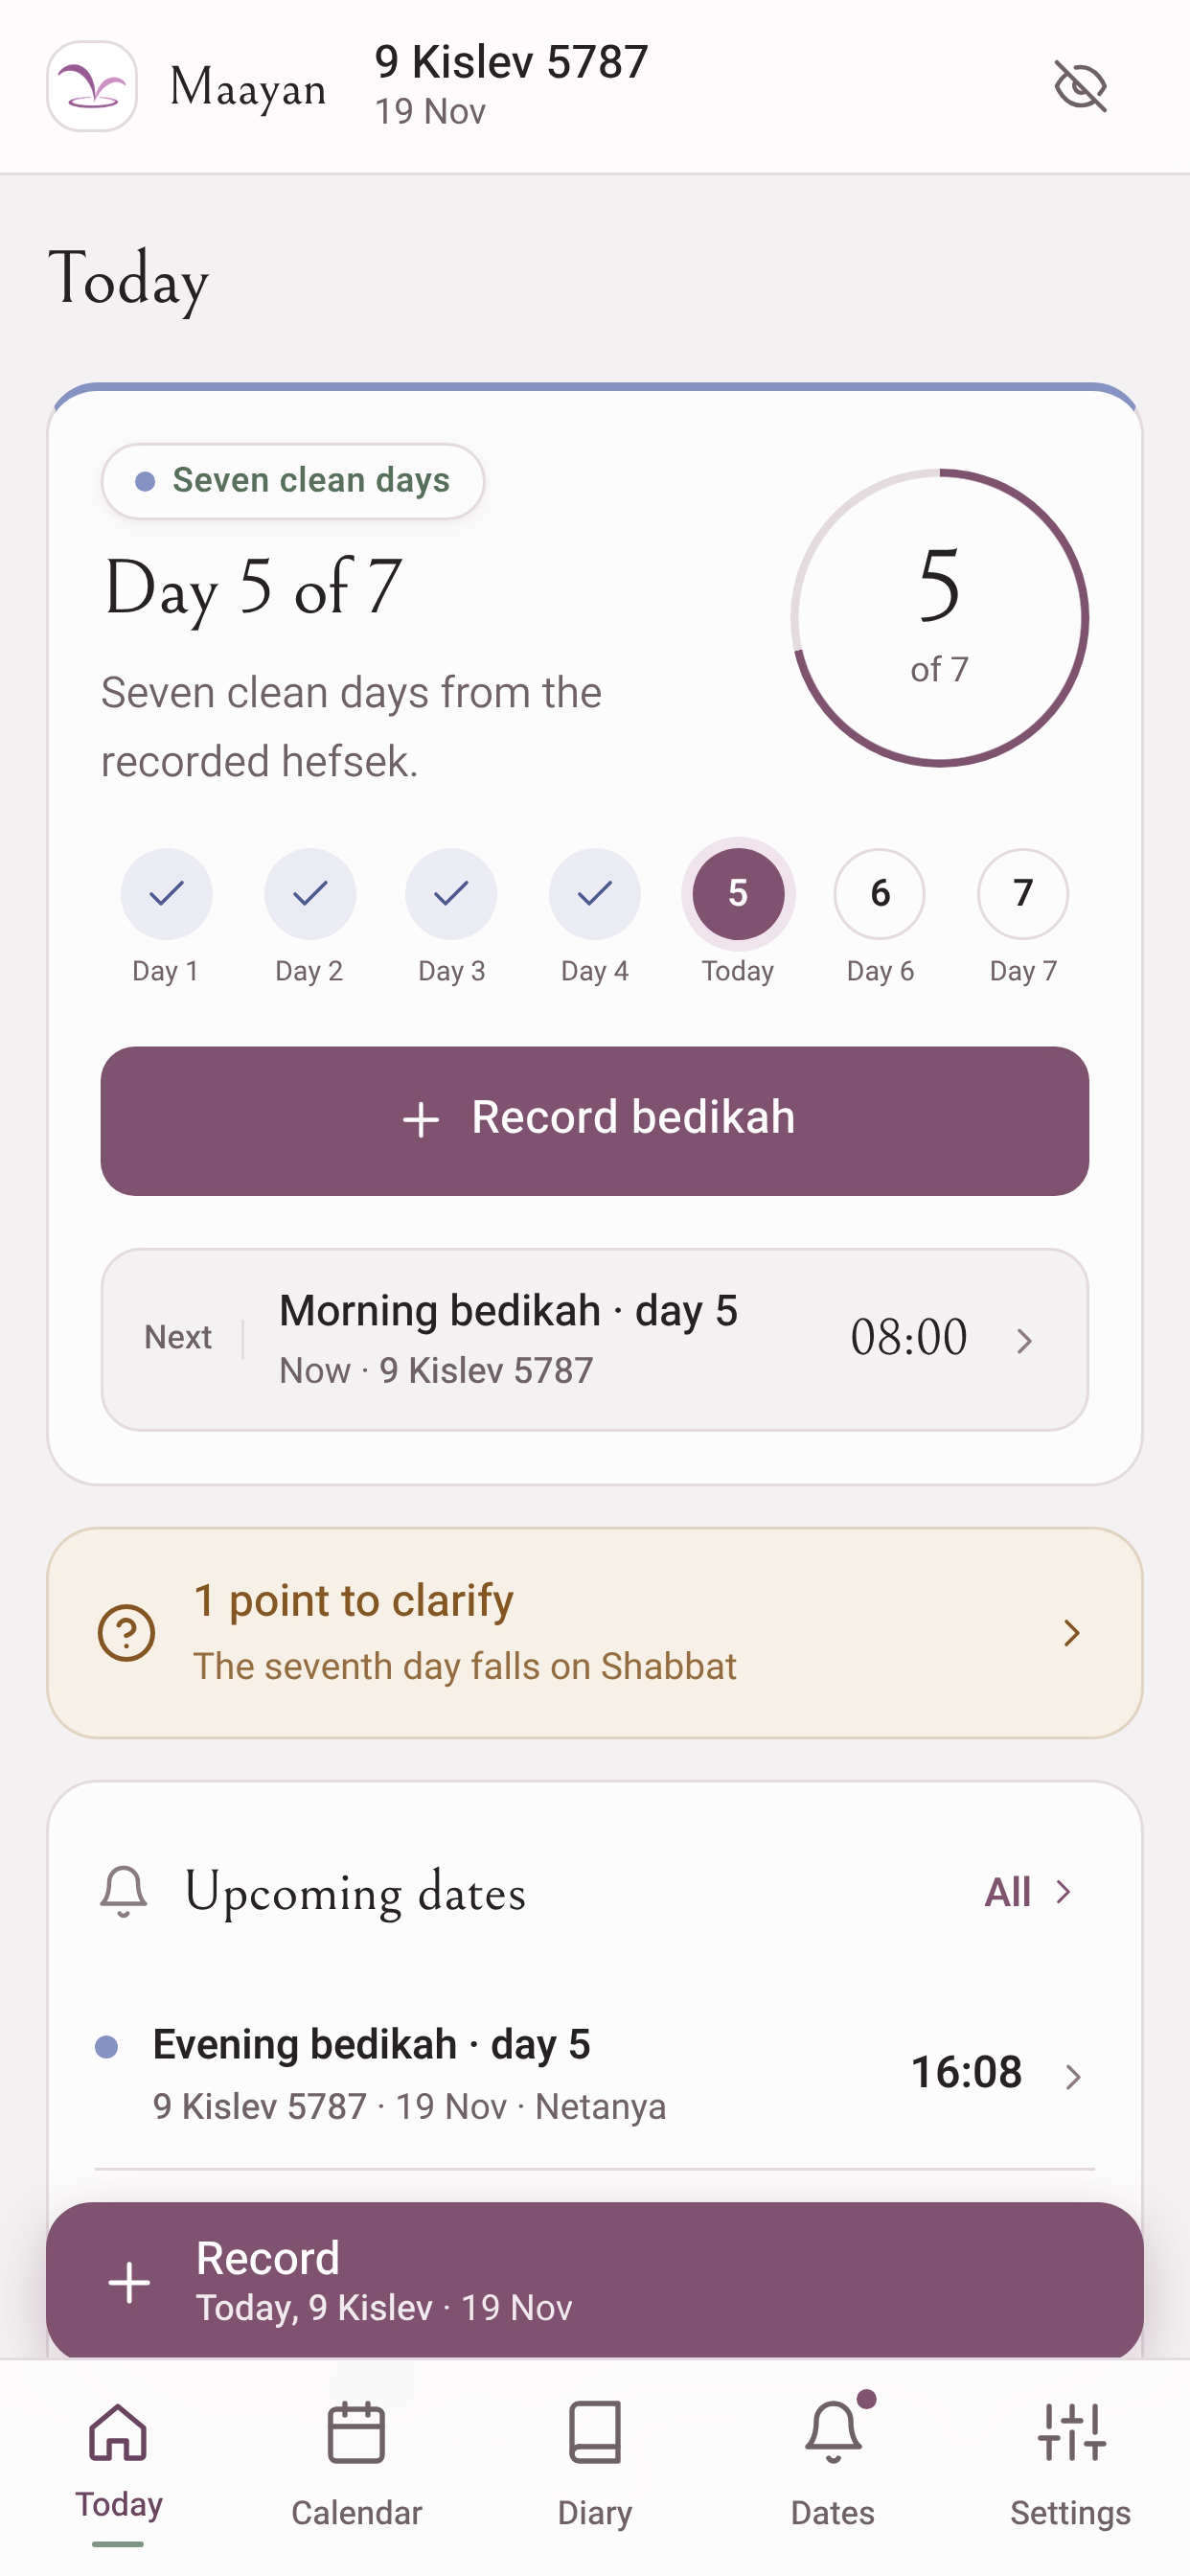 Maayan
9 Kislev 5787
19 Nov
Today
Seven clean days
Day 5 of 7
Seven clean days from the
recorded hefsek.
5
of 7
5
6
7
Day 1
Day 2
Day 3
Day 4
Today
Day 6
Day 7
Record bedikah
Next
Morning bedikah · day 5
Now · 9 Kislev 5787
08:00
1 point to clarify
The seventh day falls on Shabbat
Upcoming dates
All
Evening bedikah · day 5
9 Kislev 5787 · 19 Nov · Netanya
16:08
Record
Today, 9 Kislev · 19 Nov
Today
Calendar
Diary
Dates
Settings